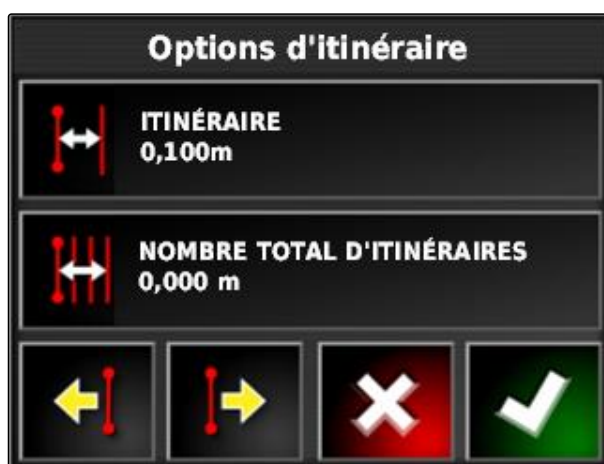 Options d'itinéraire
ITINÉRAIRE
0,100m
NOMBRE TOTAL D'ITINÉRAIRES
0,000 m